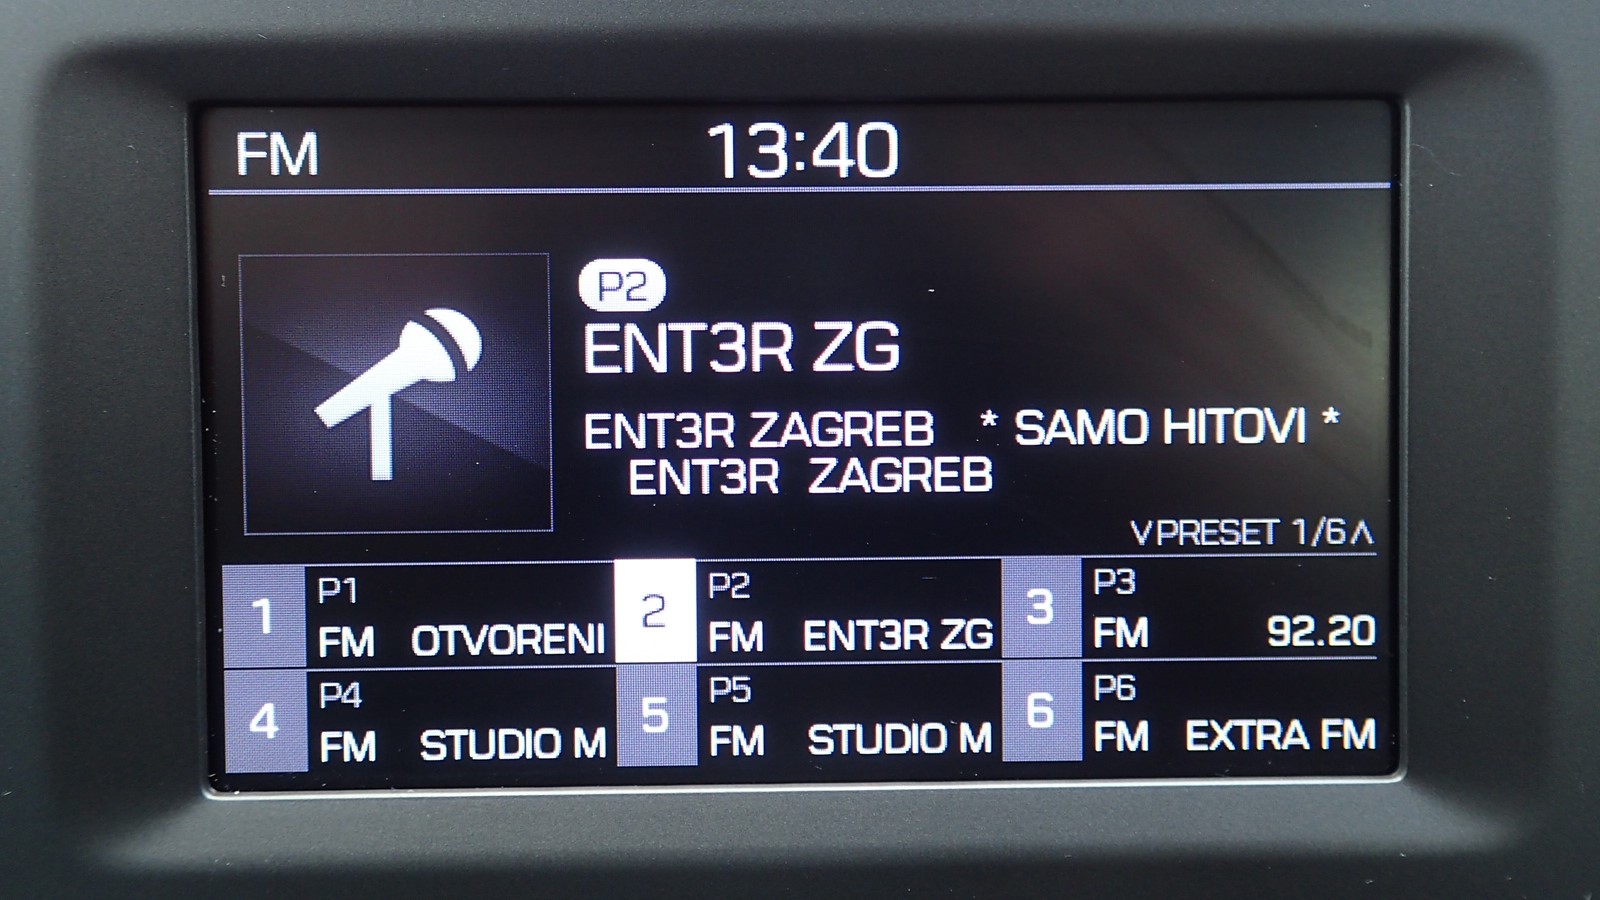 FM 13:40
P2
ENT3R ZG
ENT3R ZAGREB * SAMO HITOVI *
ENT3R ZAGREB
PRESET 1/6
1 P1 FM OTVORENI
2 P2 FM ENT3R ZG
3 P3 FM 92.20
4 P4 FM STUDIO M
5 P5 FM STUDIO M
6 P6 FM EXTRA FM